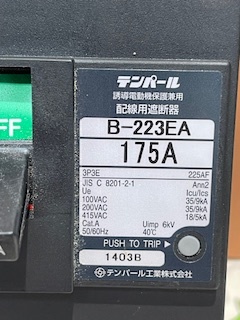 テンパール
誘導電動機保護兼用
配線用遮断器
B-223EA
175A
3P3E 225AF
JIS C 8201-2-1 Ann2
Ue Icu/Ics
100VAC 35/9kA
200VAC 35/9kA
415VAC 18/5kA
Cat.A Uimp 6kV
50/60Hz 40℃
FF
PUSH TO TRIP
1403B
テンパール工業株式会社